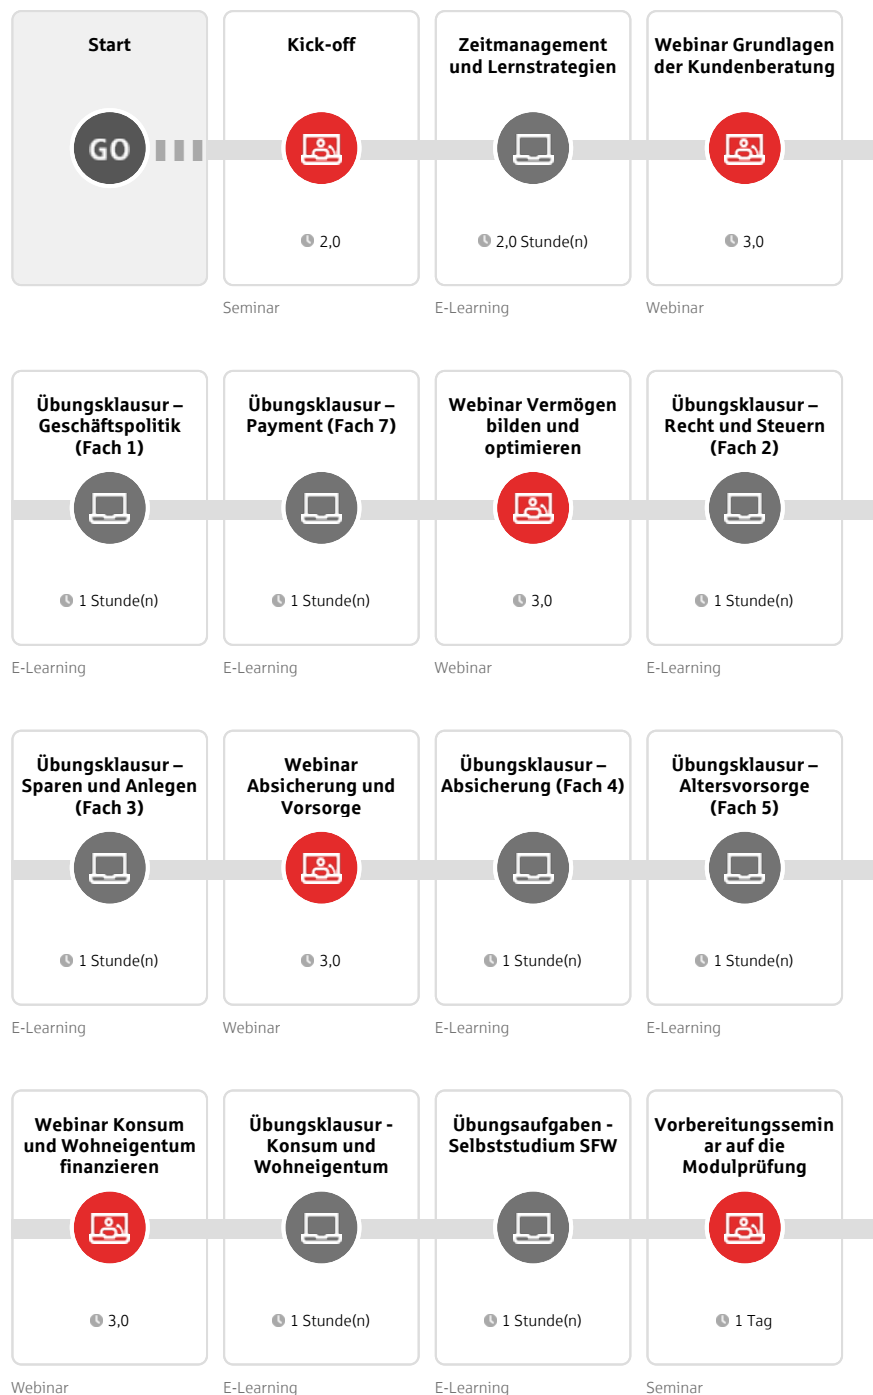 Start
GO
Kick-off
2,0
Seminar
Zeitmanagement
und Lernstrategien
2,0 Stunde(n)
E-Learning
Webinar Grundlagen
der Kundenberatung
3,0
Webinar
Übungsklausur –
Geschäftspolitik
(Fach 1)
1 Stunde(n)
E-Learning
Übungsklausur –
Payment (Fach 7)
1 Stunde(n)
E-Learning
Webinar Vermögen
bilden und
optimieren
3,0
Webinar
Übungsklausur –
Recht und Steuern
(Fach 2)
1 Stunde(n)
E-Learning
Übungsklausur –
Sparen und Anlegen
(Fach 3)
1 Stunde(n)
E-Learning
Webinar
Absicherung und
Vorsorge
3,0
Webinar
Übungsklausur –
Absicherung (Fach 4)
1 Stunde(n)
E-Learning
Übungsklausur –
Altersvorsorge
(Fach 5)
1 Stunde(n)
E-Learning
Webinar Konsum
und Wohneigentum
finanzieren
3,0
Webinar
Übungsklausur -
Konsum und
Wohneigentum
1 Stunde(n)
E-Learning
Übungsaufgaben -
Selbststudium SFW
1 Stunde(n)
E-Learning
Vorbereitungssemin
ar auf die
Modulprüfung
1 Tag
Seminar